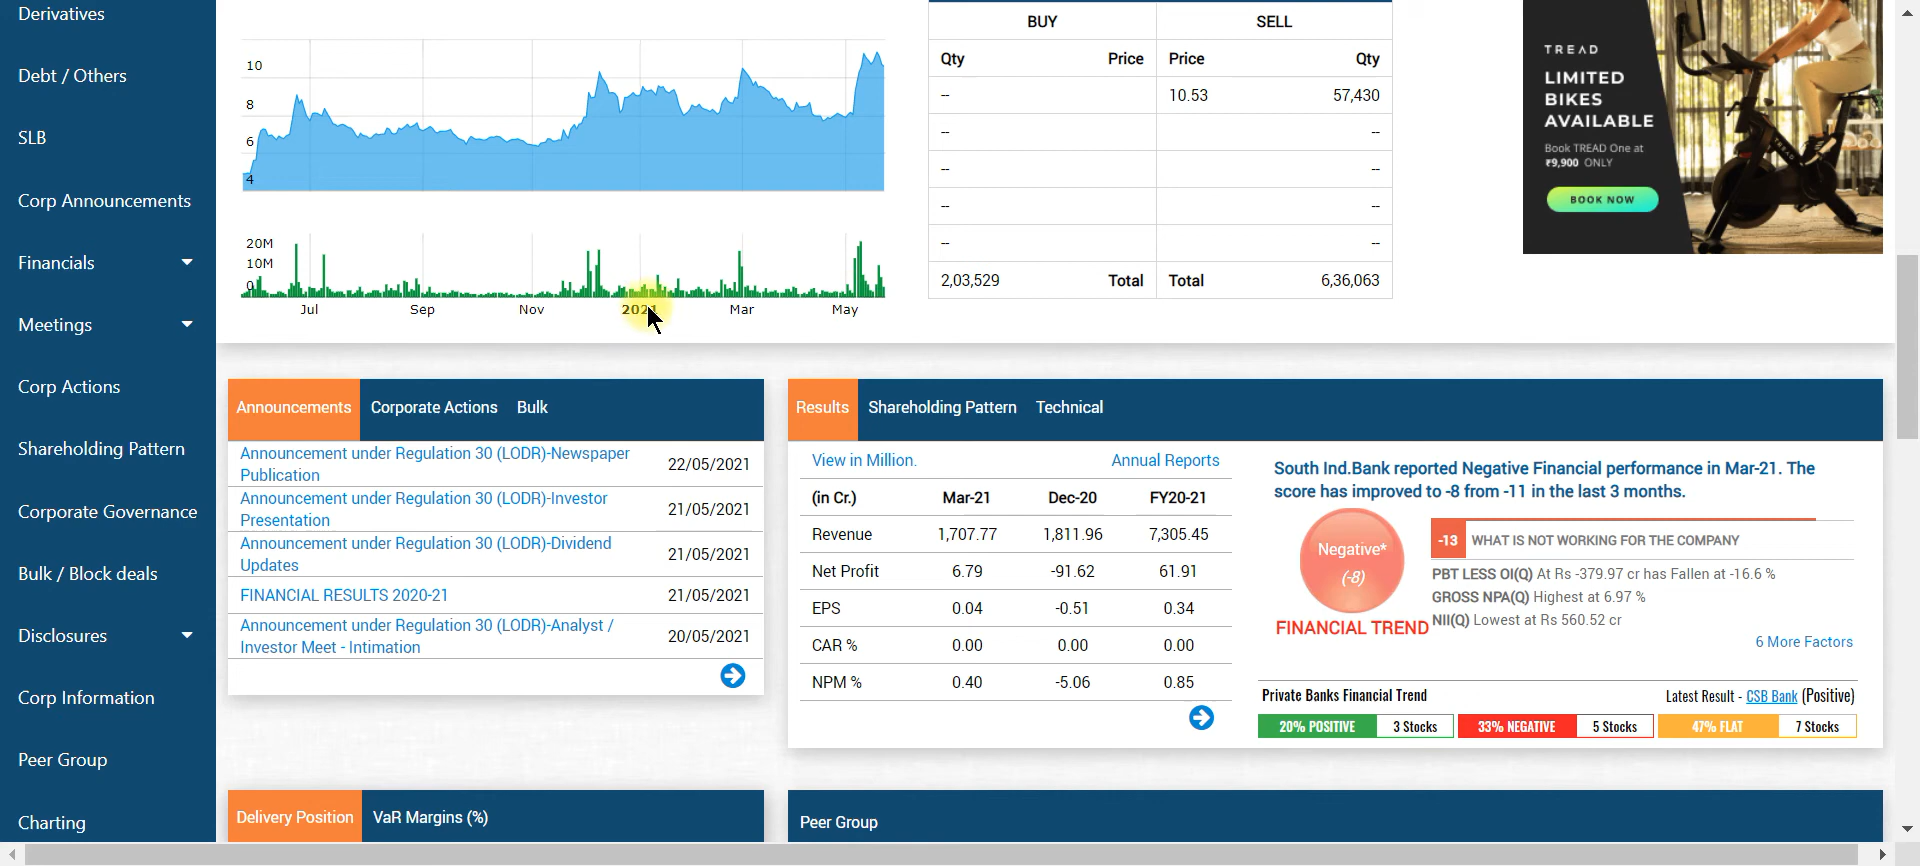 Derivatives
Debt / Others
SLB
Corp Announcements
Financials
Meetings
Corp Actions
Shareholding Pattern
Corporate Governance
Bulk / Block deals
Disclosures
Corp Information
Peer Group
Charting
10
8
6
4
20M
10M
0
Jul Sep Nov 2021 Mar May
BUY SELL
Qty Price Price Qty
-- 10.53 57,430
-- --
-- --
-- --
-- --
2,03,529 Total Total 6,36,063
TREAD
LIMITED
BIKES
AVAILABLE
Book TREAD One at
₹9,900 ONLY
BOOK NOW
Announcements Corporate Actions Bulk
Announcement under Regulation 30 (LODR)-Newspaper
Publication 22/05/2021
Announcement under Regulation 30 (LODR)-Investor
Presentation 21/05/2021
Announcement under Regulation 30 (LODR)-Dividend
Updates 21/05/2021
FINANCIAL RESULTS 2020-21 21/05/2021
Announcement under Regulation 30 (LODR)-Analyst /
Investor Meet - Intimation 20/05/2021
Results Shareholding Pattern Technical
View in Million. Annual Reports
(in Cr.) Mar-21 Dec-20 FY20-21
Revenue 1,707.77 1,811.96 7,305.45
Net Profit 6.79 -91.62 61.91
EPS 0.04 -0.51 0.34
CAR % 0.00 0.00 0.00
NPM % 0.40 -5.06 0.85
South Ind.Bank reported Negative Financial performance in Mar-21. The
score has improved to -8 from -11 in the last 3 months.
Negative*
(-8)
FINANCIAL TREND
-13 WHAT IS NOT WORKING FOR THE COMPANY
PBT LESS OI(Q) At Rs -379.97 cr has Fallen at -16.6 %
GROSS NPA(Q) Highest at 6.97 %
NII(Q) Lowest at Rs 560.52 cr
6 More Factors
Private Banks Financial Trend Latest Result - CSB Bank (Positive)
20% POSITIVE 3 Stocks 33% NEGATIVE 5 Stocks 47% FLAT 7 Stocks
Delivery Position VaR Margins (%)
Peer Group